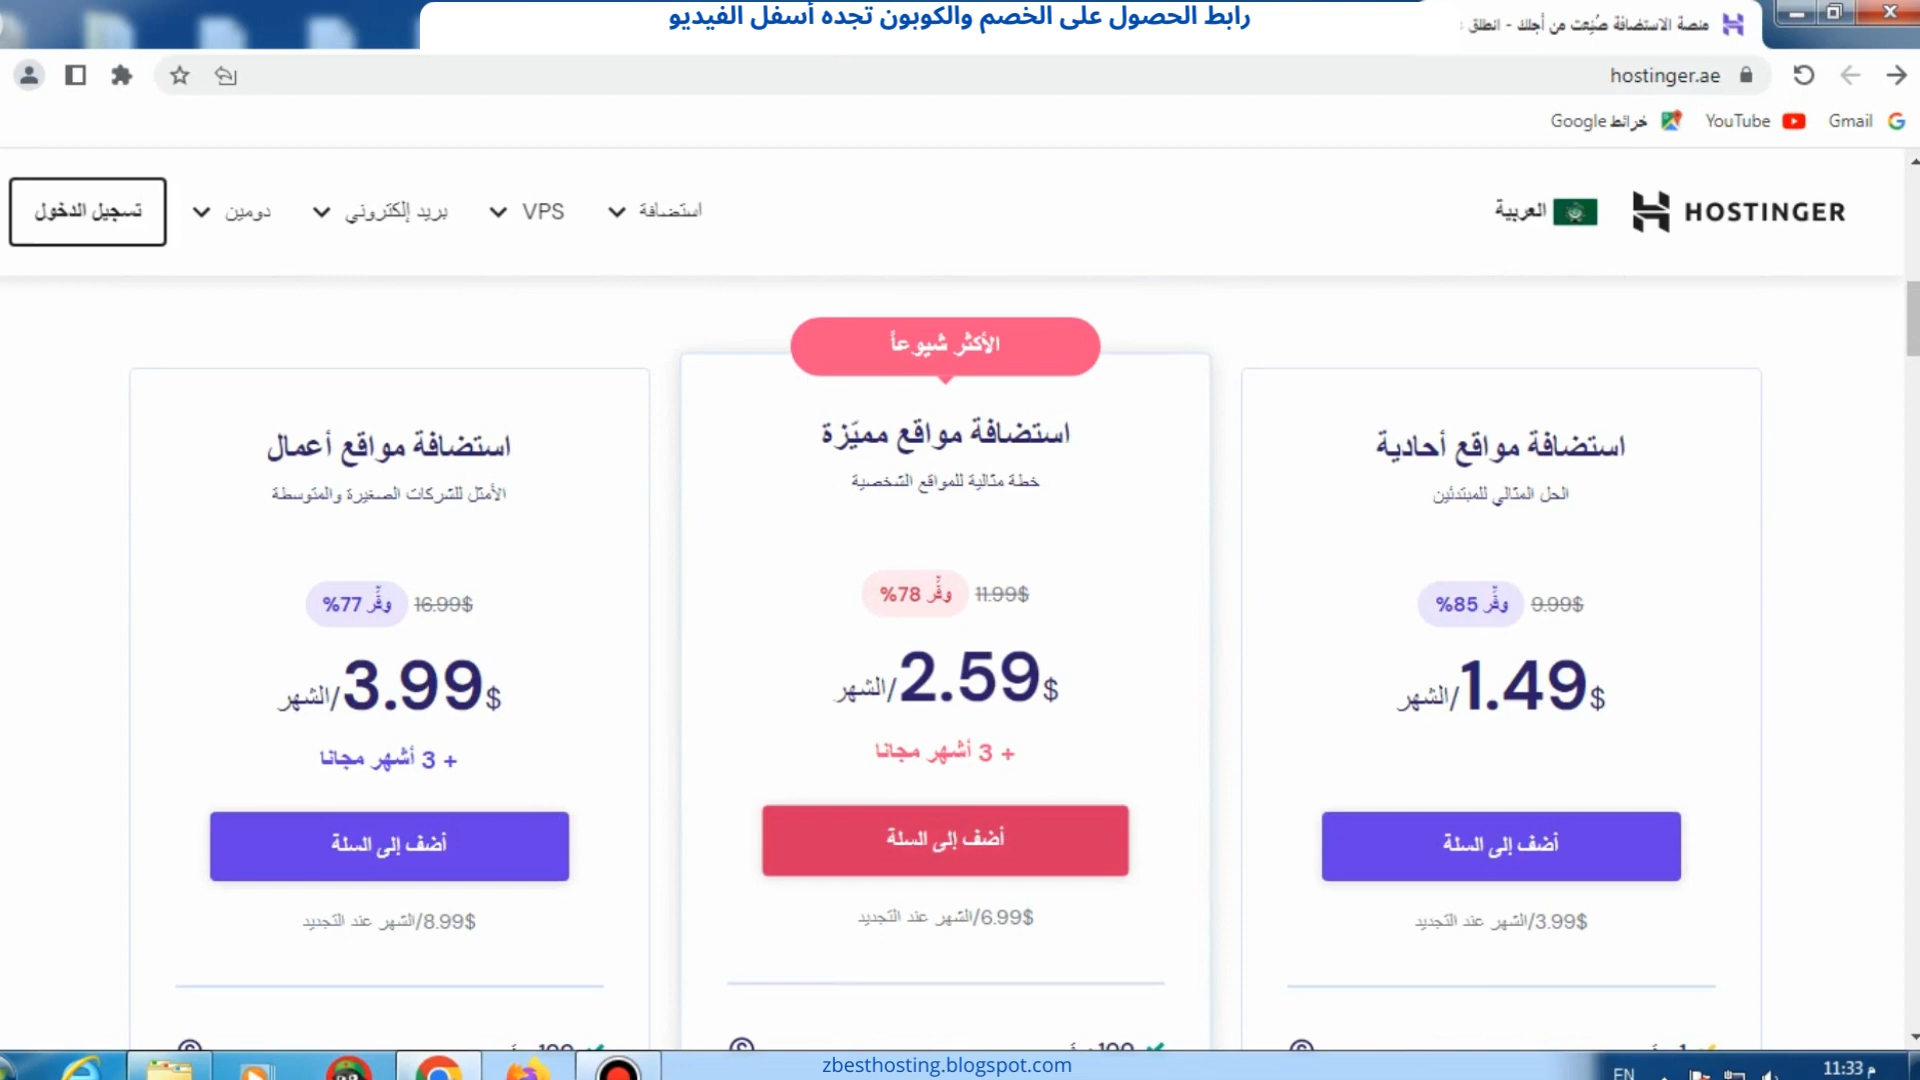 رابط الحصول على الخصم والكوبون تجده أسفل الفيديو
منصة الاستضافة صُنِعت من أجلك - انطلق
hostinger.ae
Gmail
YouTube
خرائط Google
HOSTINGER
العربية
استضافة
VPS
بريد إلكتروني
دومين
تسجيل الدخول
استضافة مواقع أحادية
الحل المثالي للمبتدئين
9.99$
وفِّر 85%
$1.49/الشهر
أضف إلى السلة
3.99$/الشهر عند التجديد
الأكثر شيوعاً
استضافة مواقع مميّزة
خطة مثالية للمواقع الشخصية
11.99$
وفِّر 78%
$2.59/الشهر
+ 3 أشهر مجانا
أضف إلى السلة
6.99$/الشهر عند التجديد
استضافة مواقع أعمال
الأمثل للشركات الصغيرة والمتوسطة
16.99$
وفِّر 77%
$3.99/الشهر
+ 3 أشهر مجانا
أضف إلى السلة
8.99$/الشهر عند التجديد
zbesthosting.blogspot.com
EN
11:33 م